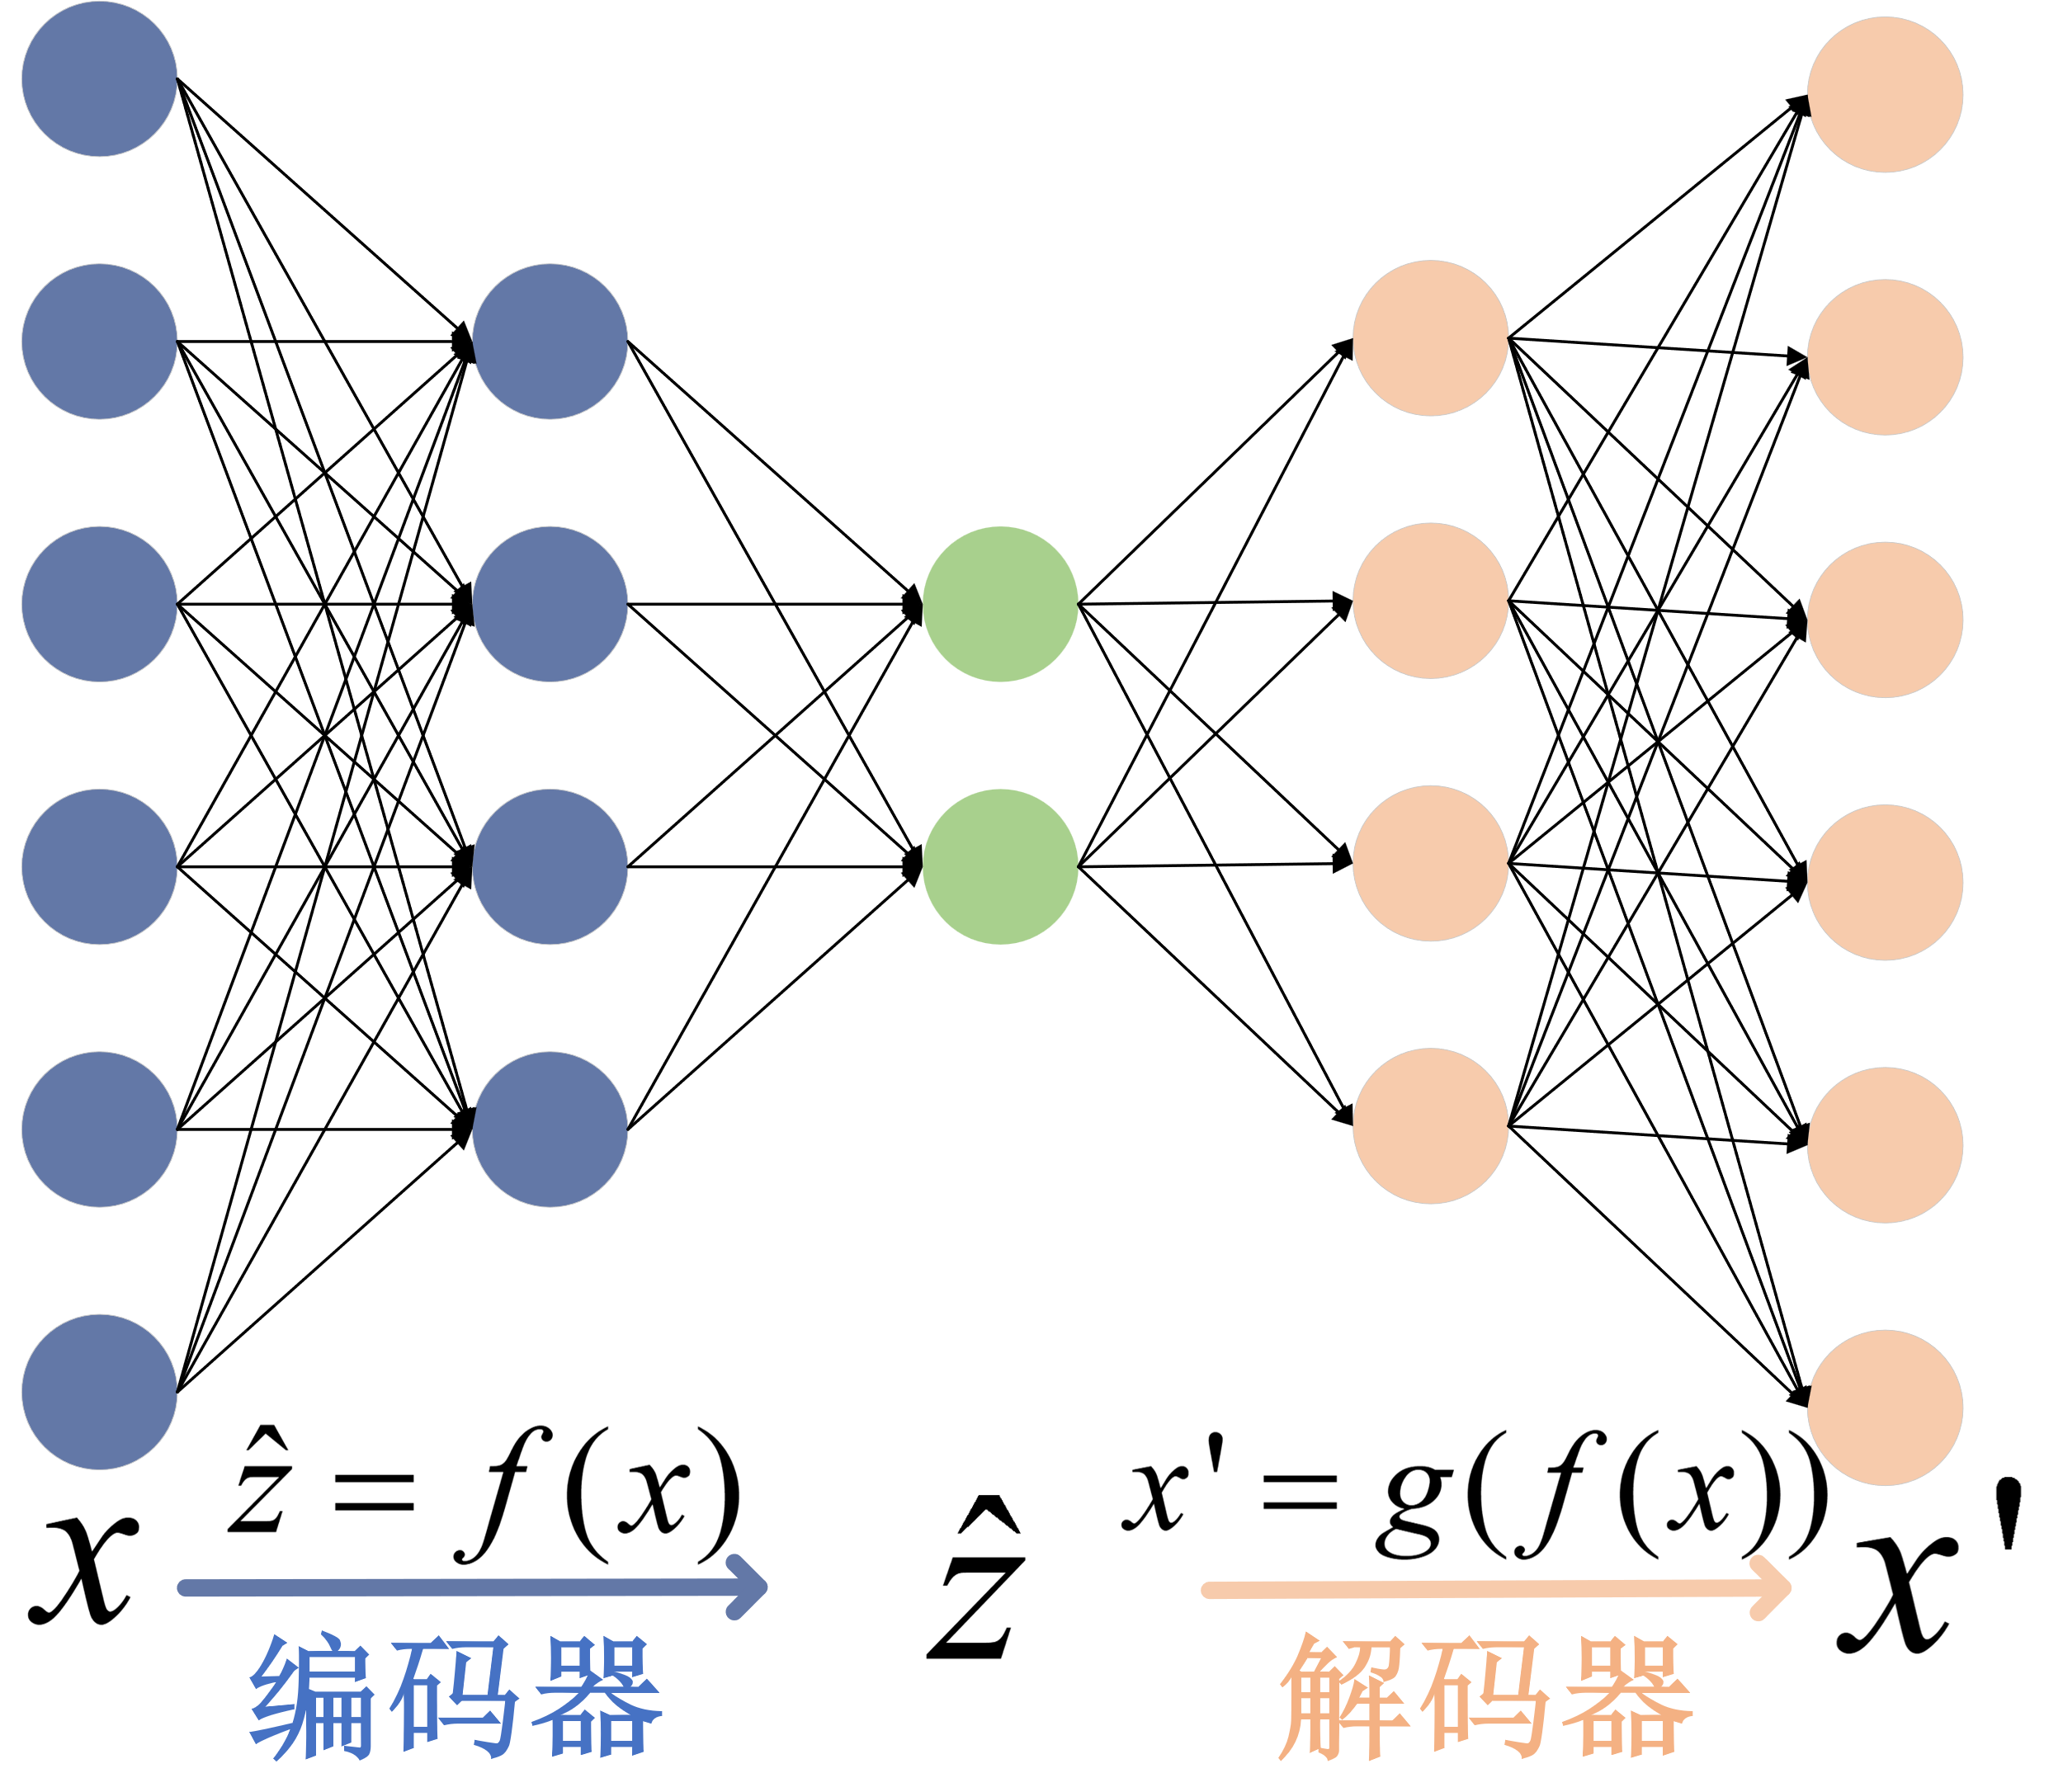 x
ẑ = f(x)
编码器
ẑ
x' = g(f(x))
解码器
x'